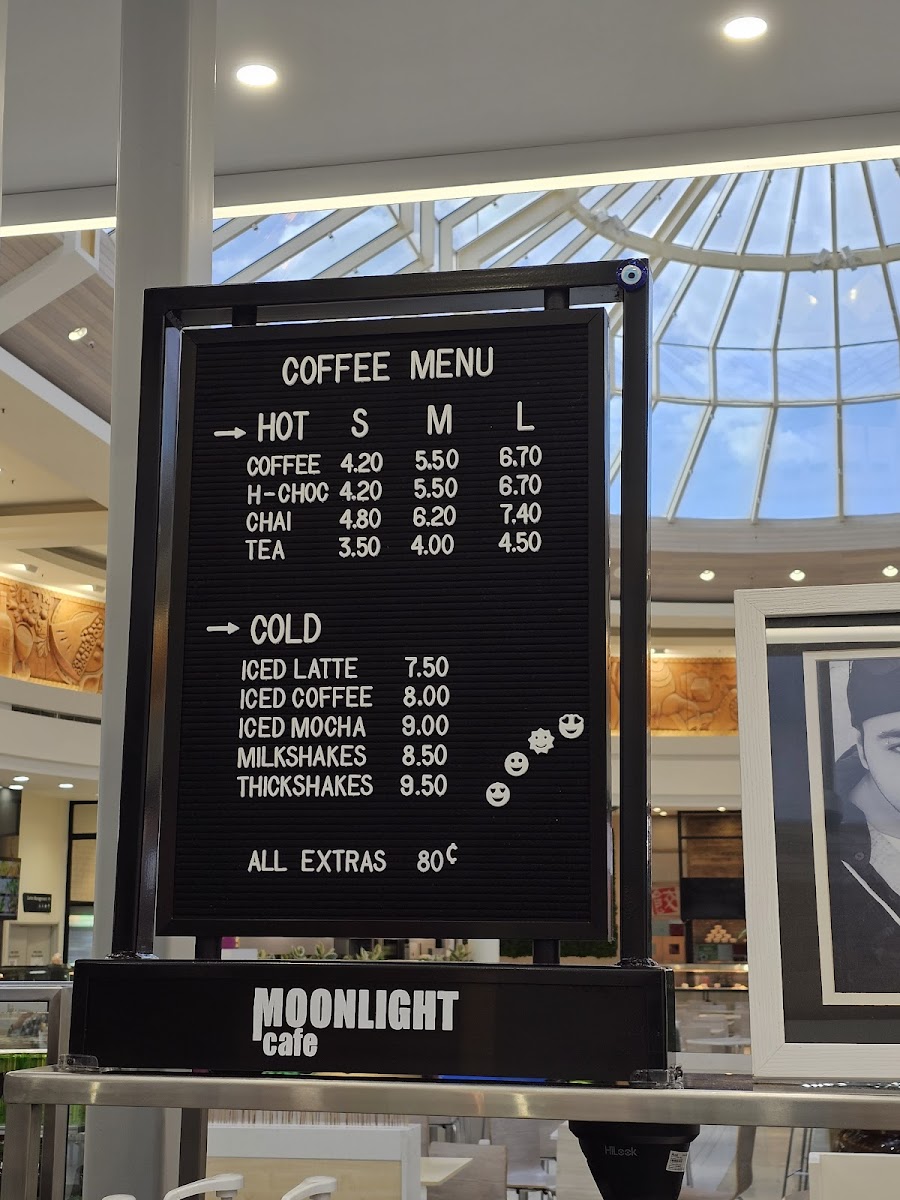 COFFEE MENU
→ HOT S M L
COFFEE 4.20 5.50 6.70
H-CHOC 4.20 5.50 6.70
CHAI 4.80 6.20 7.40
TEA 3.50 4.00 4.50
→ COLD
ICED LATTE 7.50
ICED COFFEE 8.00
ICED MOCHA 9.00
MILKSHAKES 8.50
THICKSHAKES 9.50
ALL EXTRAS 80¢
MOONLIGHT
cafe
HiLook